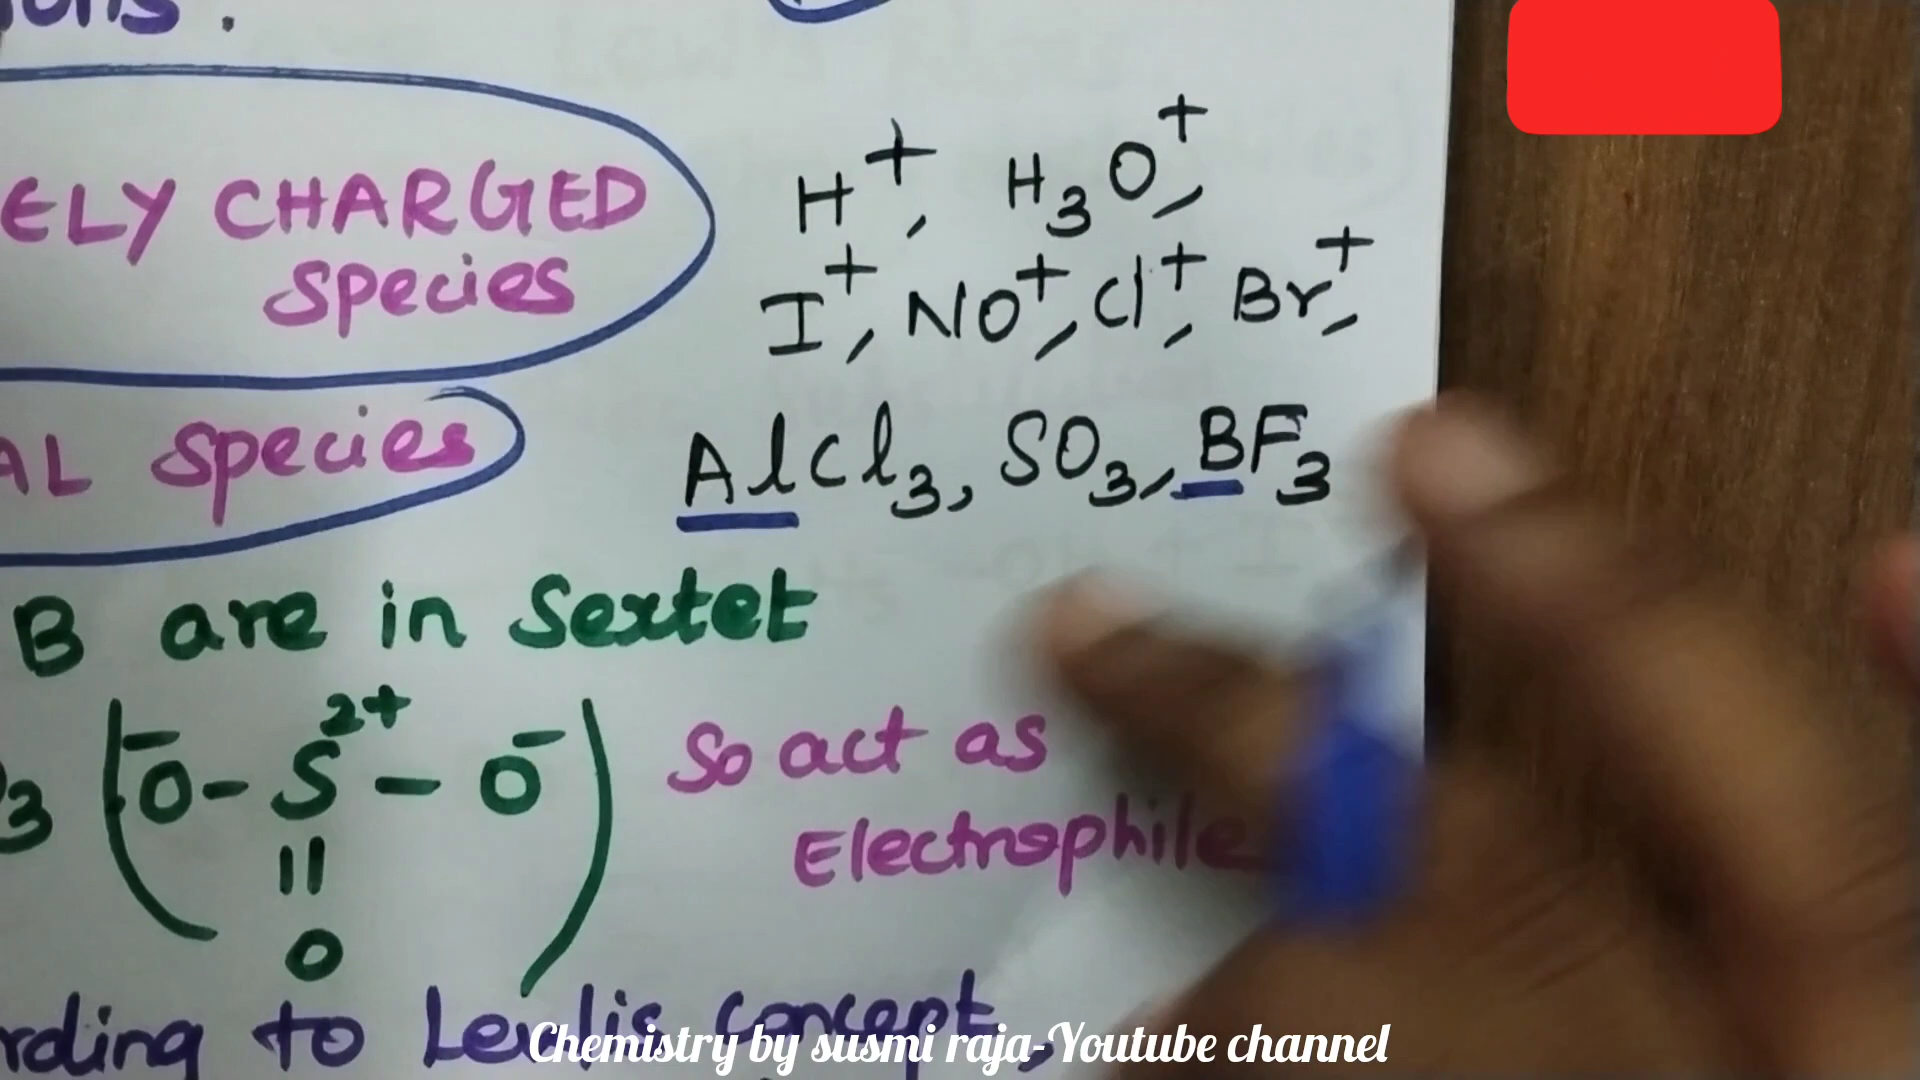 H⁺, H₃O⁺,
ELY CHARGED
species
I⁺, NO⁺, Cl⁺, Br⁺,
AL species
AlCl₃, SO₃, BF₃
B are in Sextet
3 (⁻O - S²⁺ - O⁻)
||
O
So act as
Electrophile
rding to Lewis concept,
Chemistry by susmi raja-Youtube channel